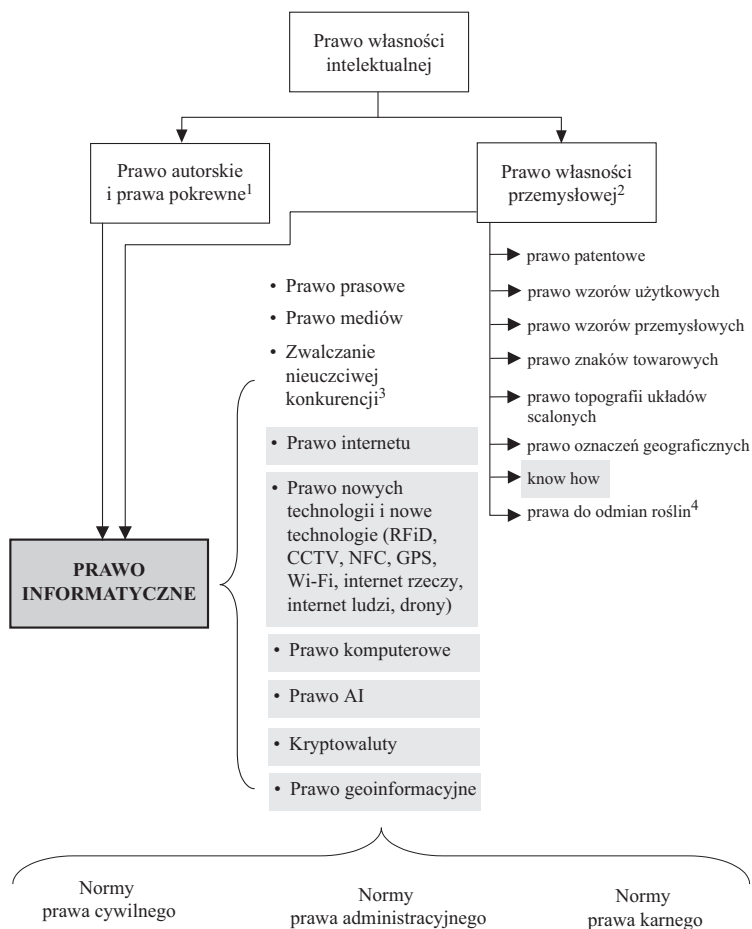 Prawo własności
intelektualnej
Prawo autorskie
i prawa pokrewne1
Prawo własności
przemysłowej2
prawo patentowe
prawo wzorów użytkowych
prawo wzorów przemysłowych
prawo znaków towarowych
prawo topografii układów
scalonych
prawo oznaczeń geograficznych
know how
prawa do odmian roślin4
• Prawo prasowe
• Prawo mediów
• Zwalczanie
nieuczciwej
konkurencji3
• Prawo internetu
• Prawo nowych
technologii i nowe
technologie (RFiD,
CCTV, NFC, GPS,
Wi-Fi, internet rzeczy,
internet ludzi, drony)
• Prawo komputerowe
• Prawo AI
• Kryptowaluty
• Prawo geoinformacyjne
PRAWO
INFORMATYCZNE
Normy
prawa cywilnego
Normy
prawa administracyjnego
Normy
prawa karnego